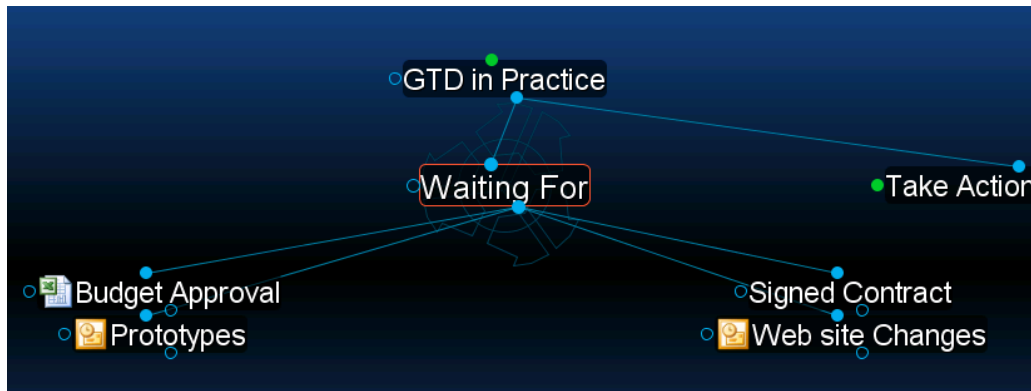 GTD in Practice
Waiting For
Take Action
Budget Approval
Signed Contract
Prototypes
Web site Changes